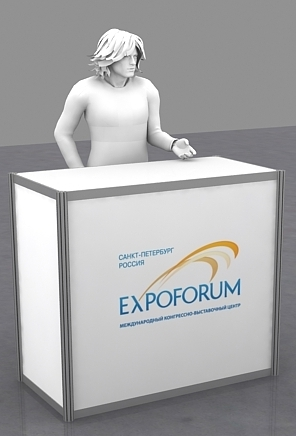 САНКТ-ПЕТЕРБУРГ
РОССИЯ
EXPOFORUM
МЕЖДУНАРОДНЫЙ КОНГРЕССНО-ВЫСТАВОЧНЫЙ ЦЕНТР